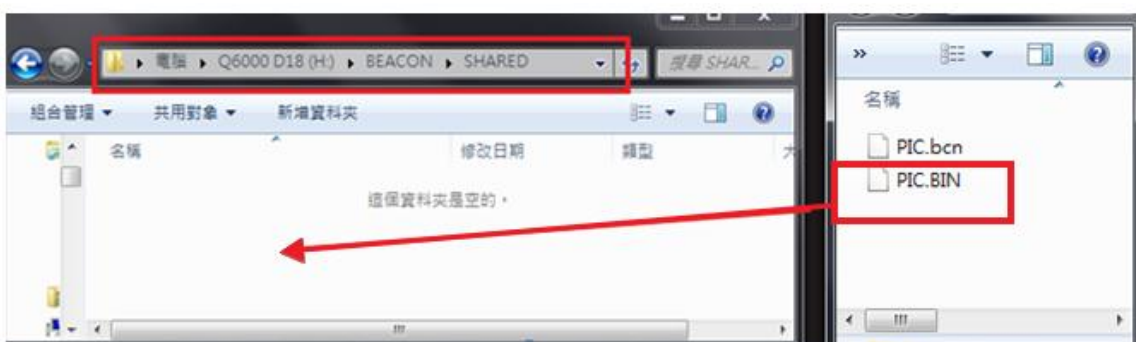 電腦 ▸ Q6000 D18 (H:) ▸ BEACON ▸ SHARED
搜尋 SHAR...
組合管理 ▼ 共用對象 ▼ 新增資料夾
名稱 修改日期 類型 大
這個資料夾是空的。
»
名稱
PIC.bcn
PIC.BIN